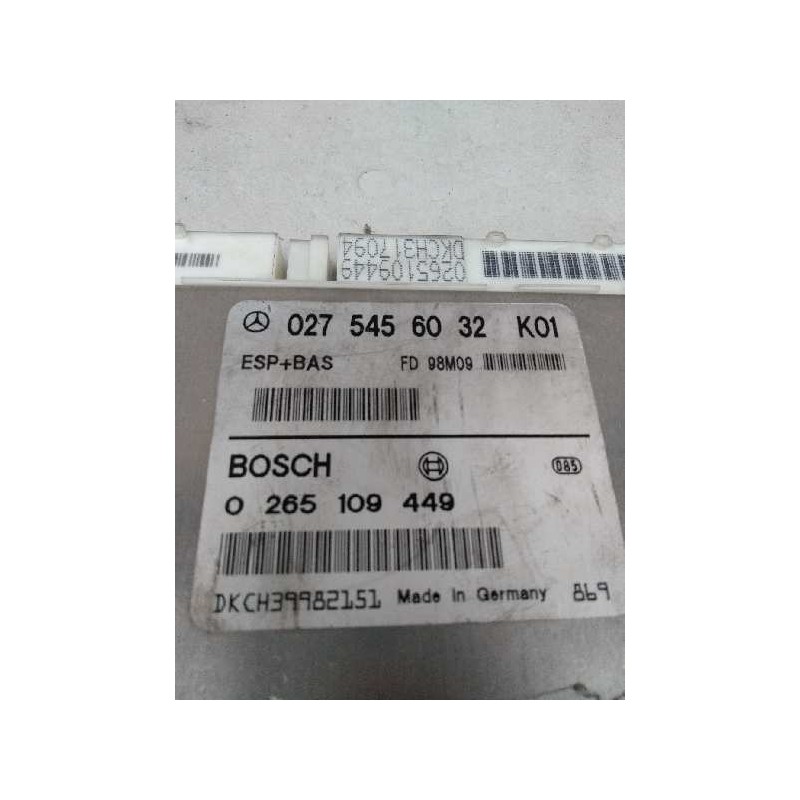 0265109449
DKCH317094
027 545 60 32 K01
ESP+BAS FD 98M09
BOSCH 085
0 265 109 449
DKCH39982151 Made in Germany 869